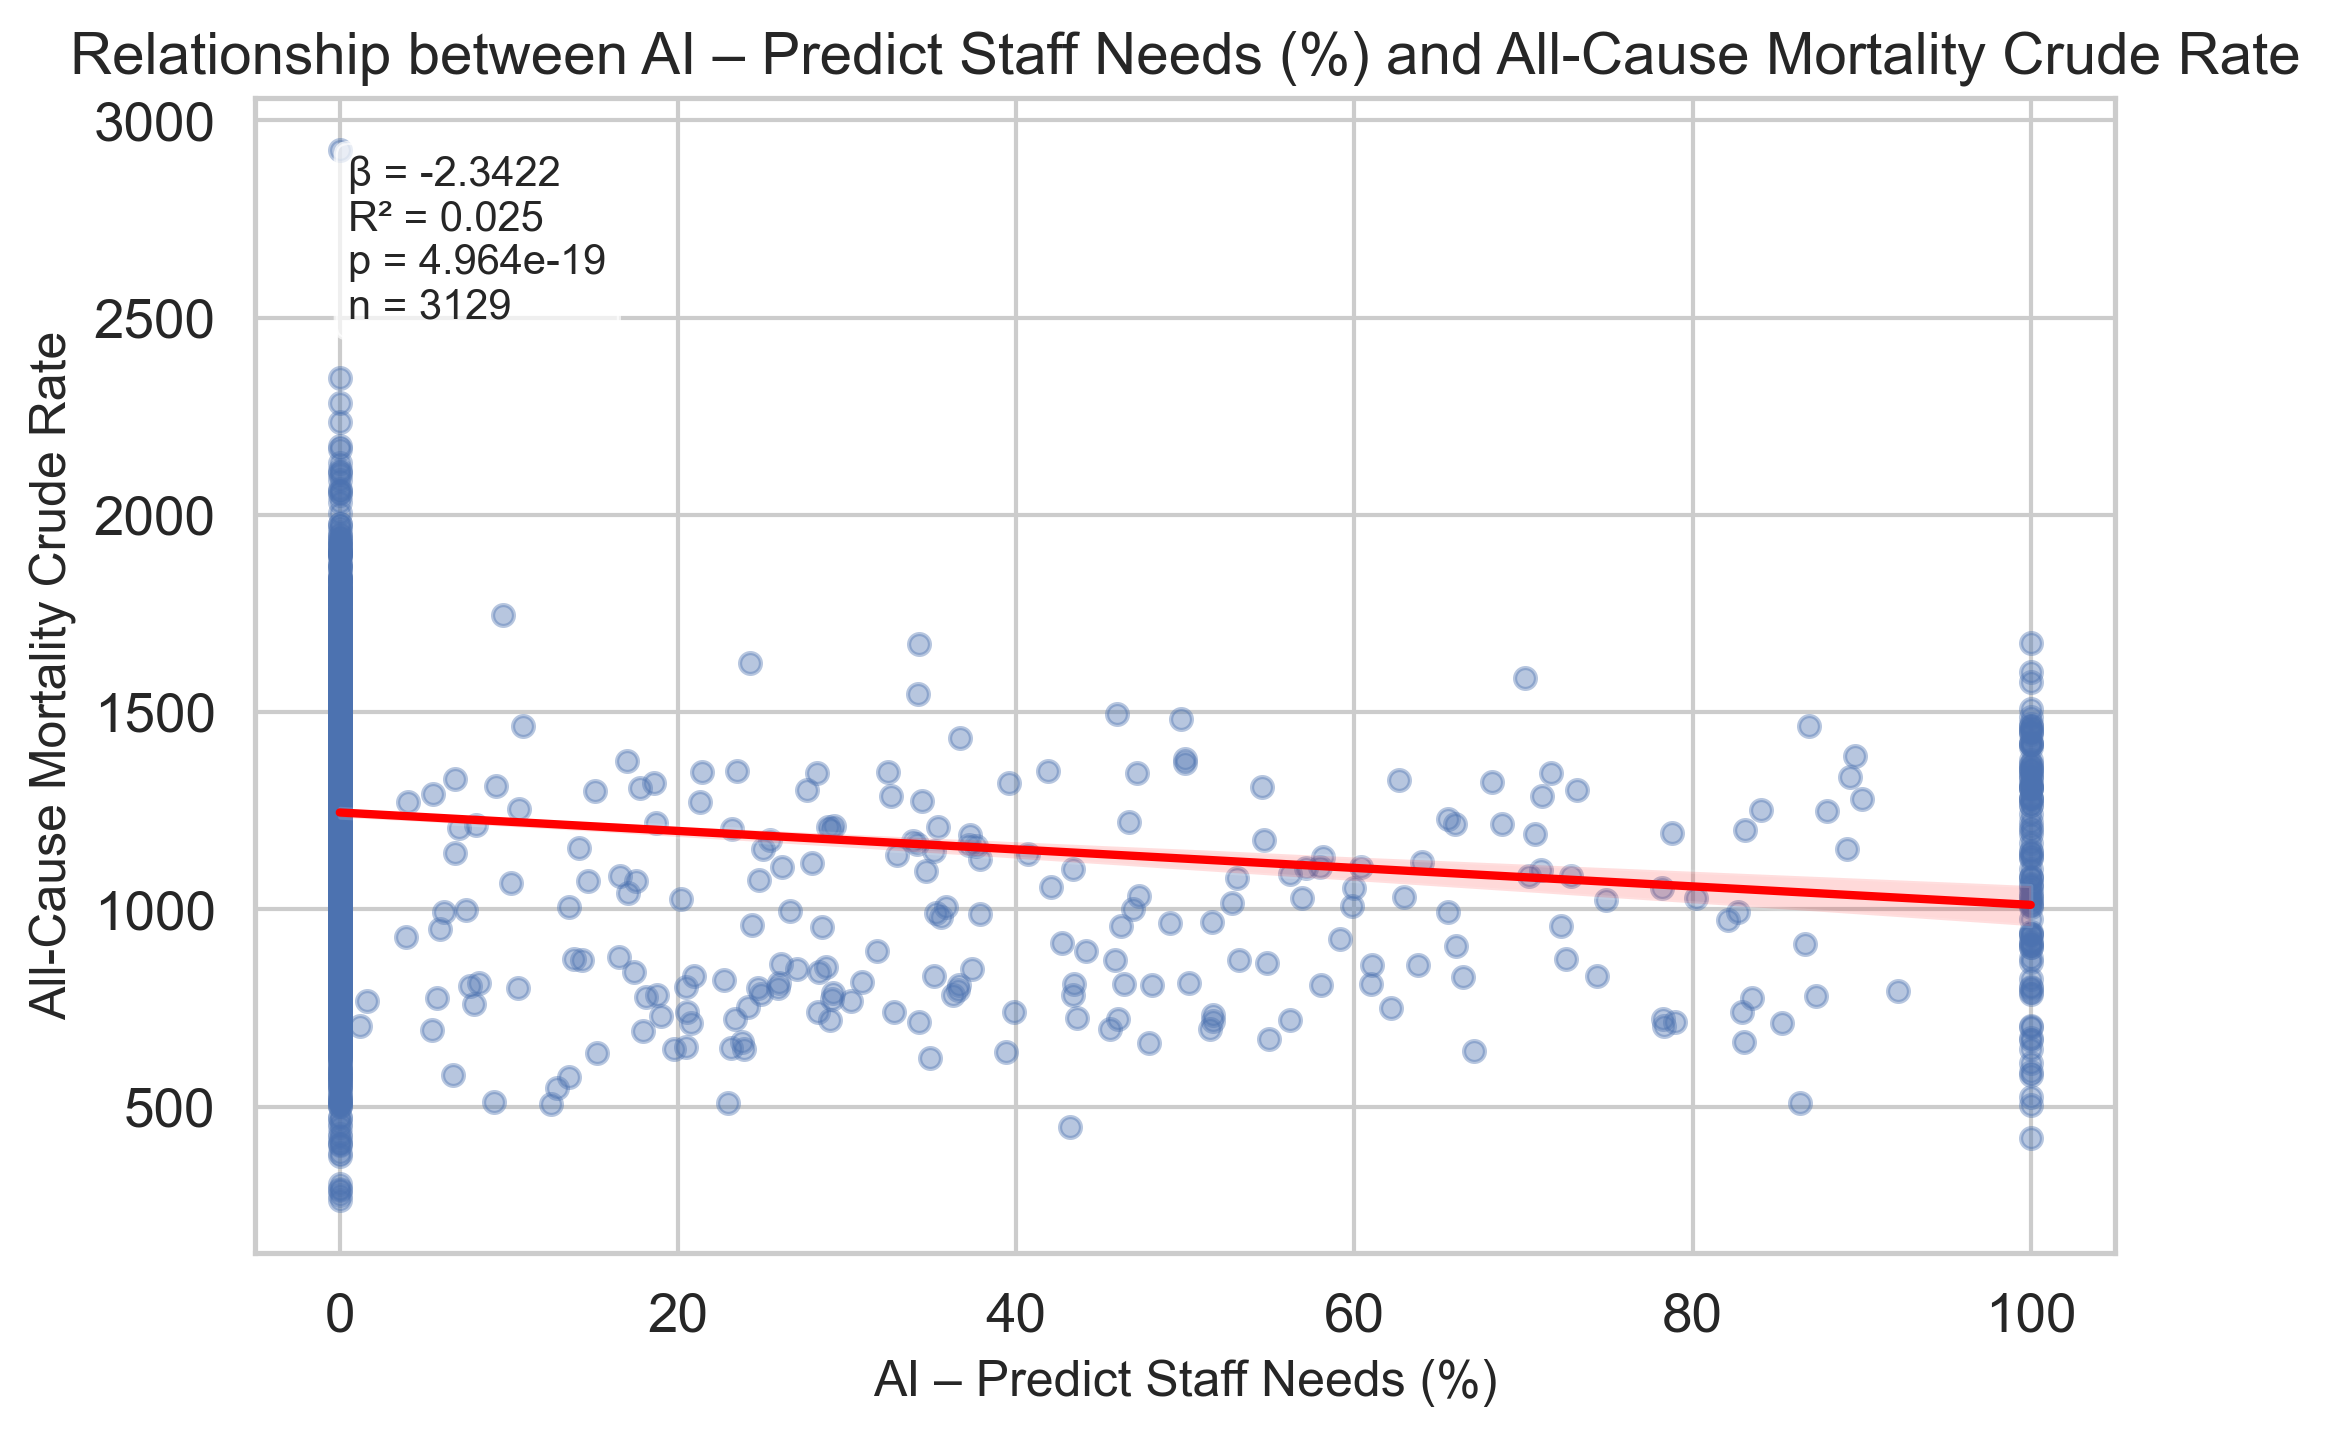 Relationship between AI – Predict Staff Needs (%) and All-Cause Mortality Crude Rate
3000
2500
2000
1500
1000
500
All-Cause Mortality Crude Rate
β = -2.3422
R² = 0.025
p = 4.964e-19
n = 3129
0 20 40 60 80 100
AI – Predict Staff Needs (%)